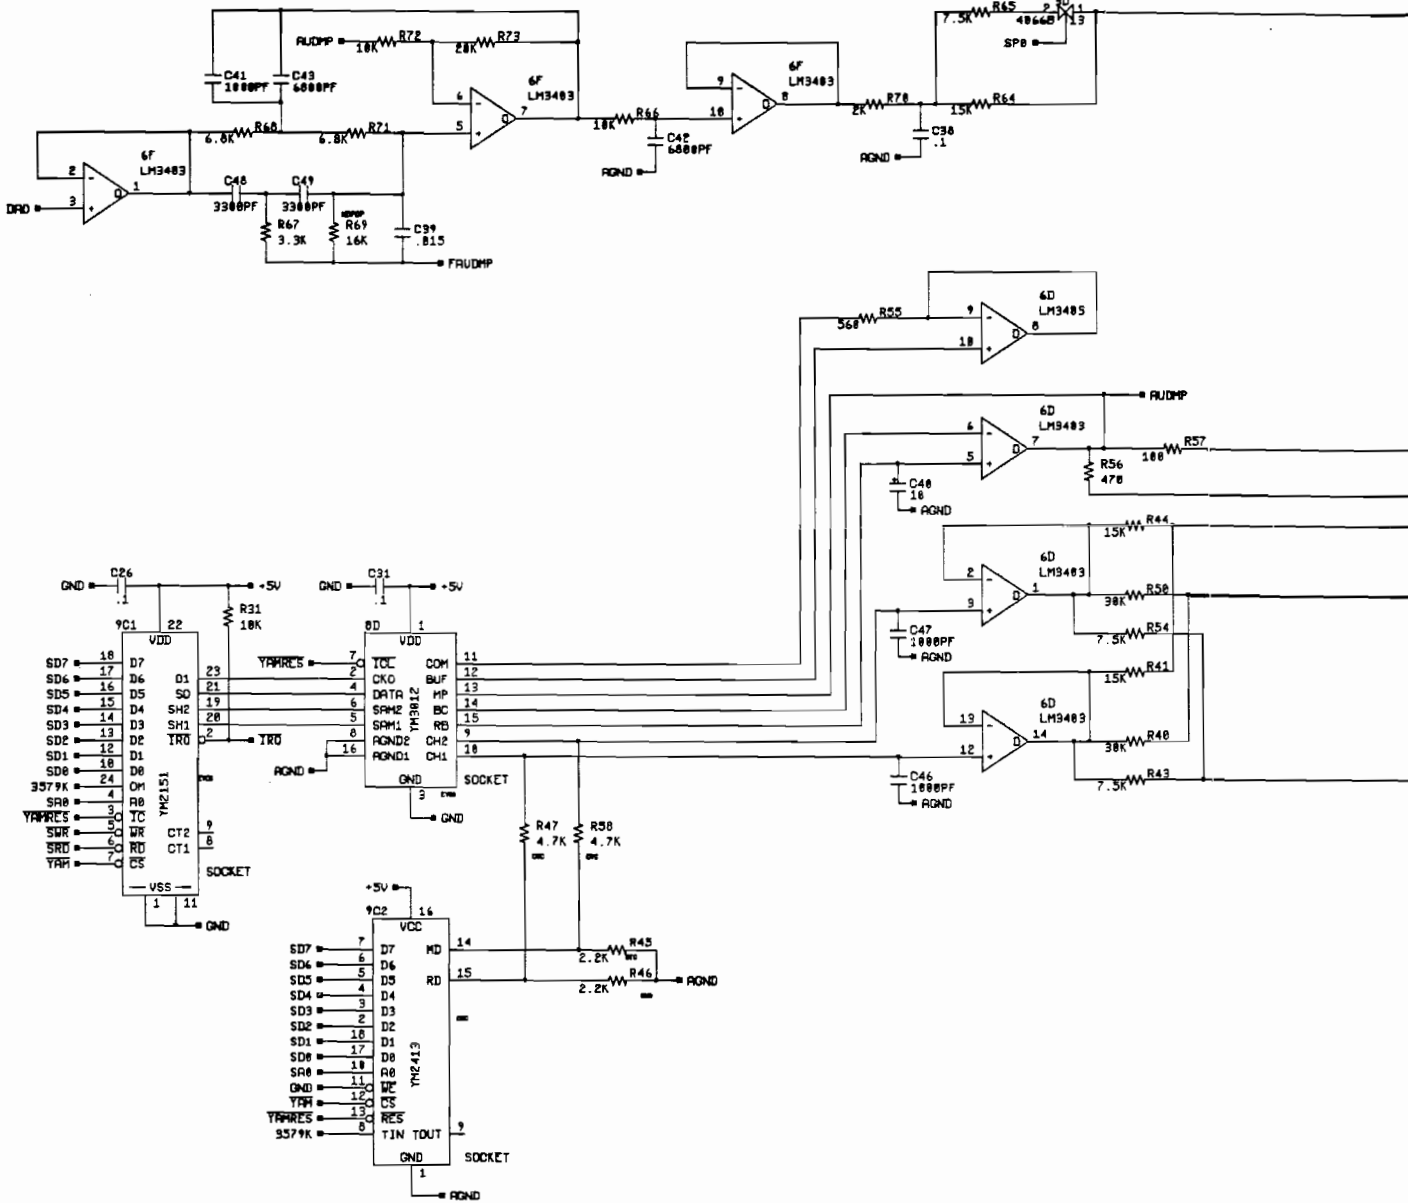 R65
7.5K
2
1
4066B
13
SP0
AUDMP
R72
10K
R73
20K
C41
1000PF
C43
6800PF
6F
LM3403
6
5
7
R60
6.8K
R71
6.8K
6F
LM3403
2
3
1
DAO
C48
3300PF
C49
3300PF
R67
3.3K
R69
16K
C39
.015
FAUDMP
R66
10K
C42
6800PF
AGND
6F
LM3403
9
10
8
R70
2K
R64
15K
C38
.1
AGND
R55
560
6D
LM3403
9
10
8
AUDMP
6D
LM3403
6
5
7
R57
100
R56
470
C40
10
AGND
R44
15K
6D
LM3403
2
3
1
R50
30K
R54
7.5K
C47
1000PF
AGND
R41
15K
6D
LM3403
13
12
14
R40
30K
R43
7.5K
C46
1000PF
AGND
GND
C26
.1
+5V
R31
10K
9C1
22
VDD
SD7 18 D7
SD6 17 D6
SD5 16 D5
SD4 15 D4
SD3 14 D3
SD2 13 D2
SD1 12 D1
SD0 10 D0
3579K 24 OM
SA0 4 A0
YAMRES 3 IC
SWR 5 WR
SRD 6 RD
YAM 7 CS
YM2151
O1 23
SO 21
SH2 19
SH1 20
IRQ 2
IRQ
CT2 9
CT1 8
SOCKET
VSS
1 11
GND
GND
C31
.1
+5V
8D
1
VDD
YAMRES 7 ICL
2 CKO
4 DATA
6 SAM2
5 SAM1
8 AGND2
16 AGND1
AGND
YM3012
COM 11
BUF 12
MP 13
BC 14
RB 15
CH2 9
CH1 10
GND
SOCKET
3
GND
R47
4.7K
R58
4.7K
+5V
9C2
16
VCC
SD7 7 D7
SD6 6 D6
SD5 5 D5
SD4 4 D4
SD3 3 D3
SD2 2 D2
SD1 18 D1
SD0 17 D0
SA0 10 A0
GND 11 WE
YAM 12 CS
YAMRES 13 RES
3579K 8 TIN
YM2413
MO 14
RO 15
TOUT 9
R45
2.2K
R46
2.2K
AGND
GND
SOCKET
1
AGND